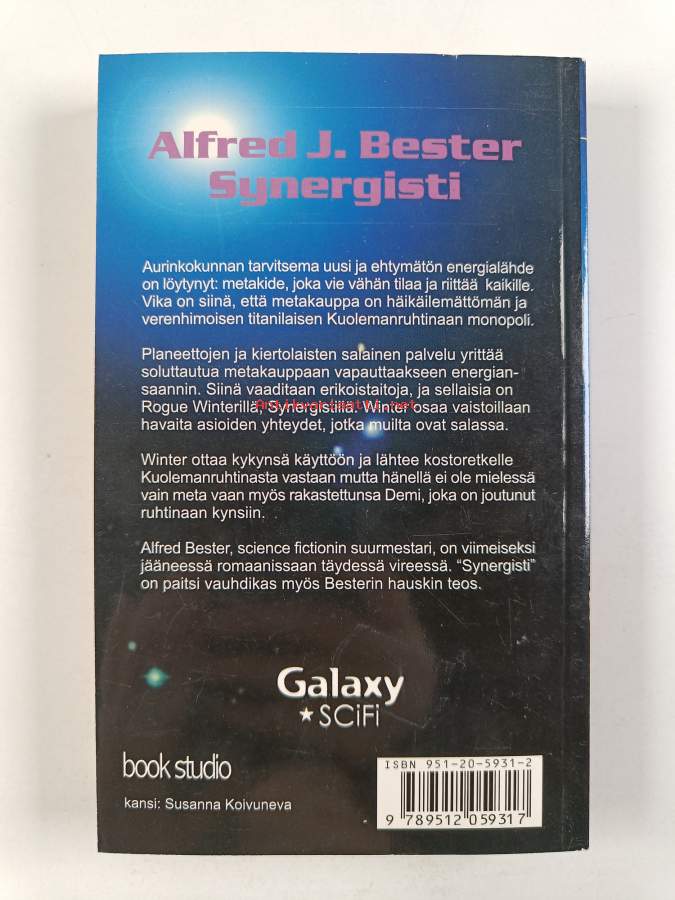 Alfred J. Bester
Synergisti
Aurinkokunnan tarvitsema uusi ja ehtymätön energialähde
on löytynyt: metakide, joka vie vähän tilaa ja riittää kaikille.
Vika on siinä, että metakauppa on häikäilemättömän ja
verenhimoisen titanilaisen Kuolemanruhtinaan monopoli.
Planeettojen ja kiertolaisten salainen palvelu yrittää
soluttautua metakauppaan vapauttaakseen energian-
saannin. Siinä vaaditaan erikoistaitoja, ja sellaisia on
Rogue Winterillä, Synergistillä. Winter osaa vaistoillaan
Antikvariaatti.net
havaita asioiden yhteydet, jotka muilta ovat salassa.
Winter ottaa kykynsä käyttöön ja lähtee kostoretkelle
Kuolemanruhtinasta vastaan mutta hänellä ei ole mielessä
vain meta vaan myös rakastettunsa Demi, joka on joutunut
ruhtinaan kynsiin.
Alfred Bester, science fictionin suurmestari, on viimeiseksi
jääneessä romaanissaan täydessä vireessä. “Synergisti”
on paitsi vauhdikas myös Besterin hauskin teos.
Galaxy
★ SCiFi
book studio
kansi: Susanna Koivuneva
ISBN 951-20-5931-2
9 789512 059317